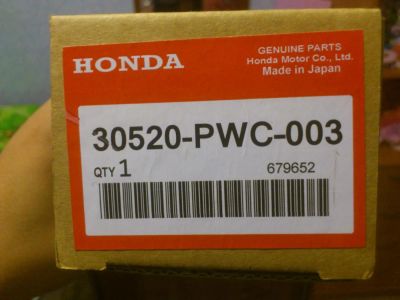 HONDA
GENUINE PARTS
Honda Motor Co., Ltd.
Made in Japan
30520-PWC-003
QTY 1
679652